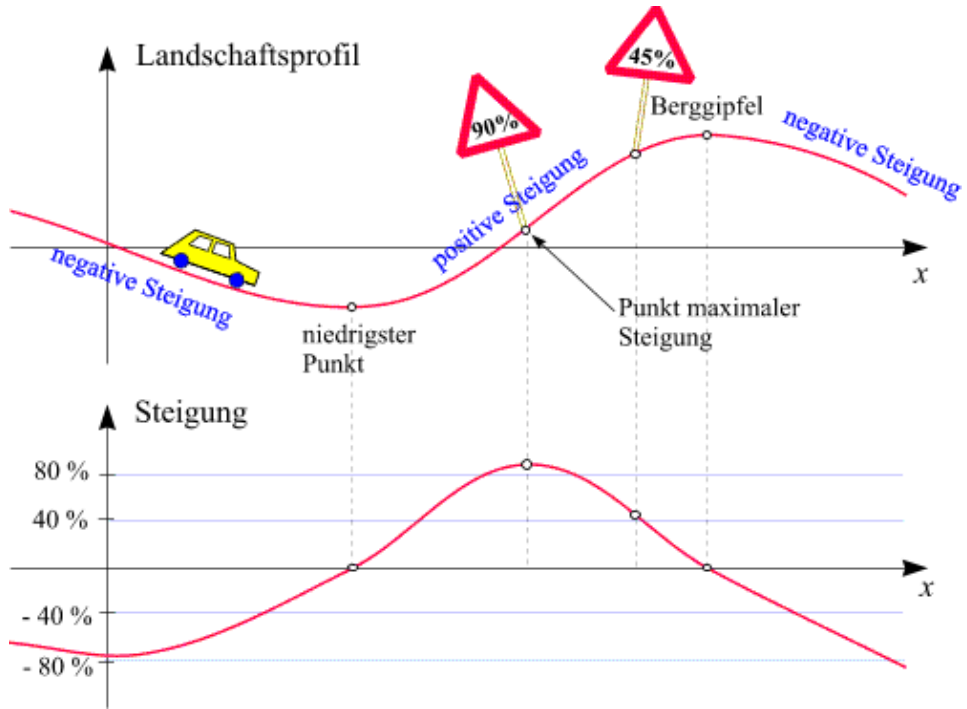 Landschaftsprofil
45%
90%
Berggipfel
negative Steigung
positive Steigung
negative Steigung
x
niedrigster
Punkt
Punkt maximaler
Steigung
Steigung
80 %
40 %
x
- 40 %
- 80 %